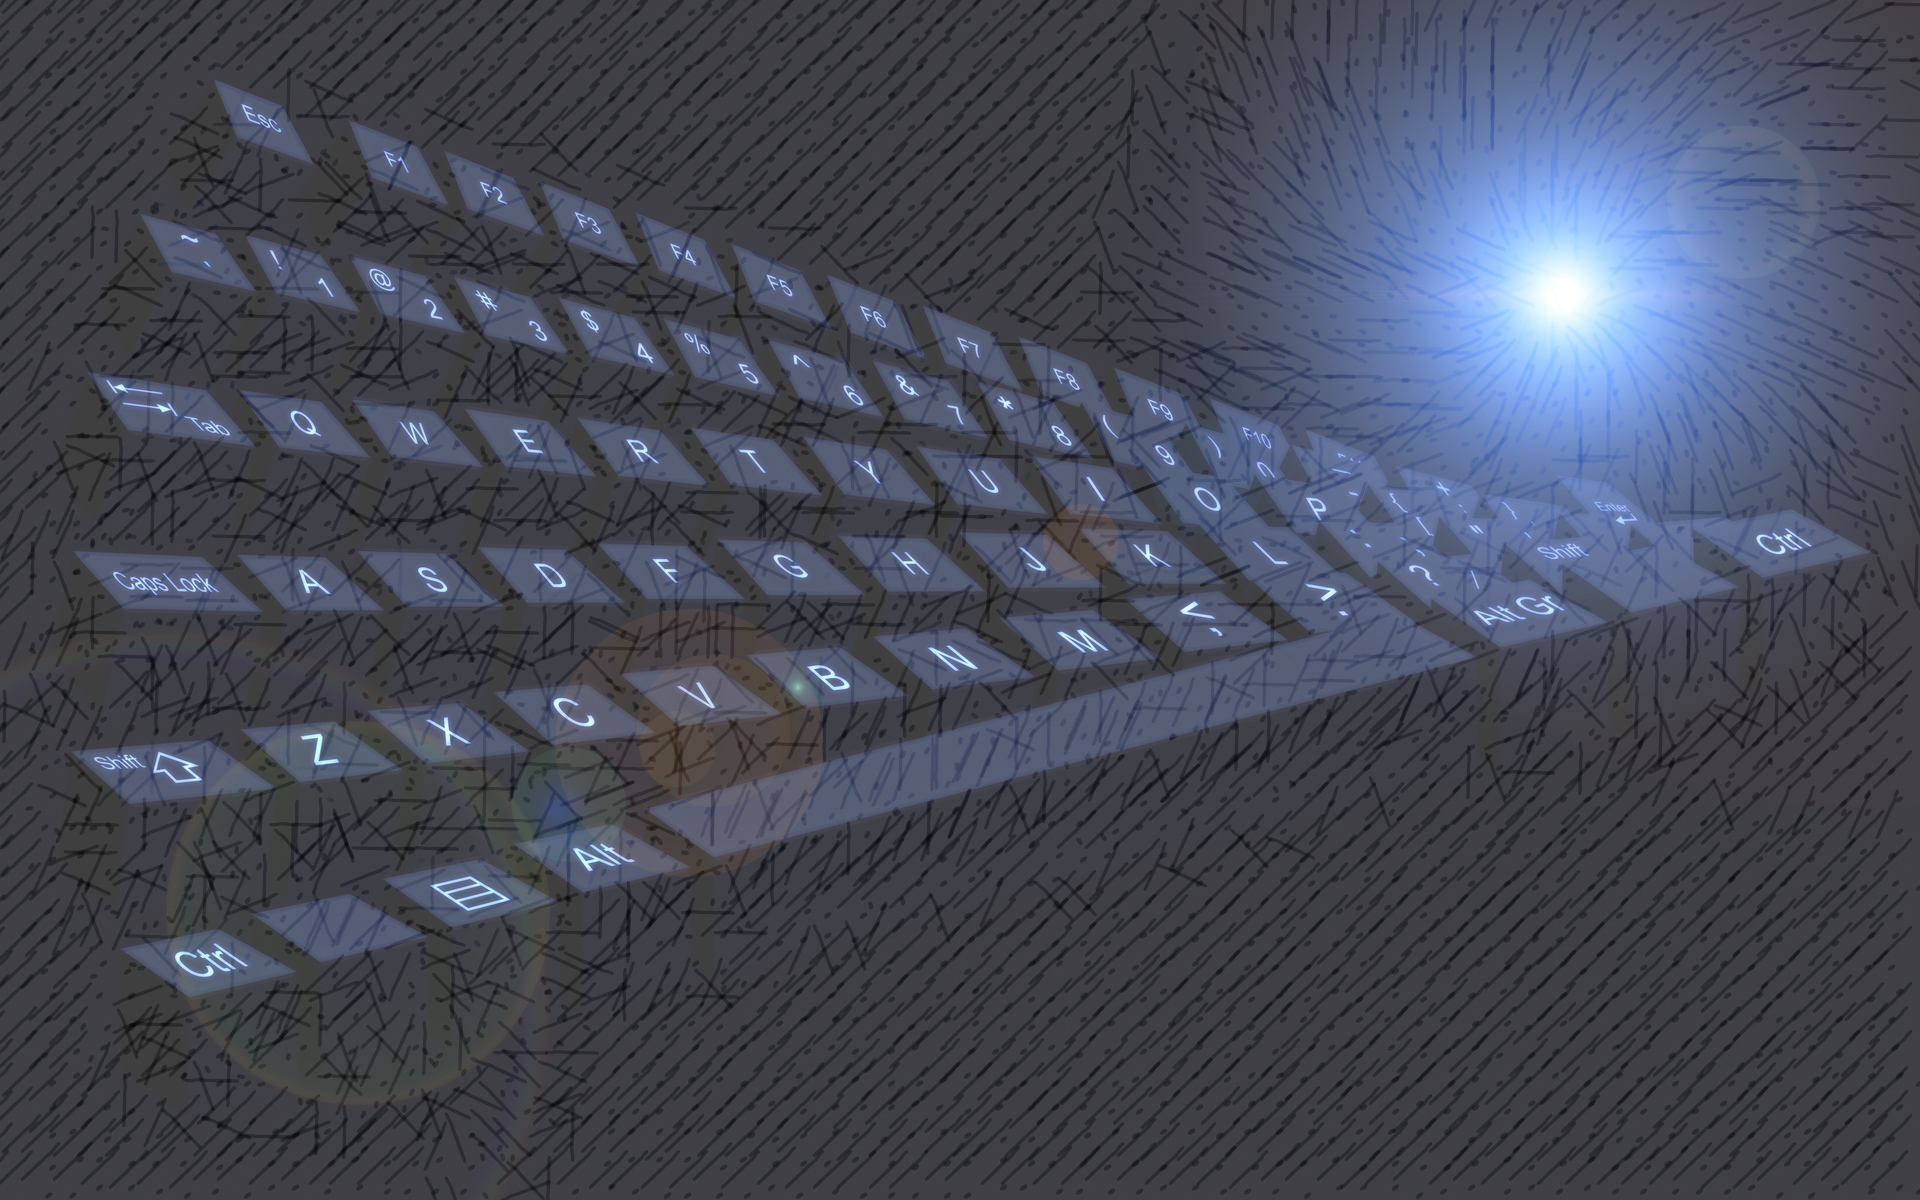 Esc F1 F2 F3 F4 F5 F6 F7 F8 F9 F10
~ ` ! 1 @ 2 # 3 $ 4 % 5 ^ 6 & 7 * 8 ( 9 ) 0
Tab Q W E R T Y U I O P { [ }
Caps Lock A S D F G H J K L " Enter
Shift Z X C V B N M < , > . ? Shift
Ctrl Alt Alt Gr Ctrl